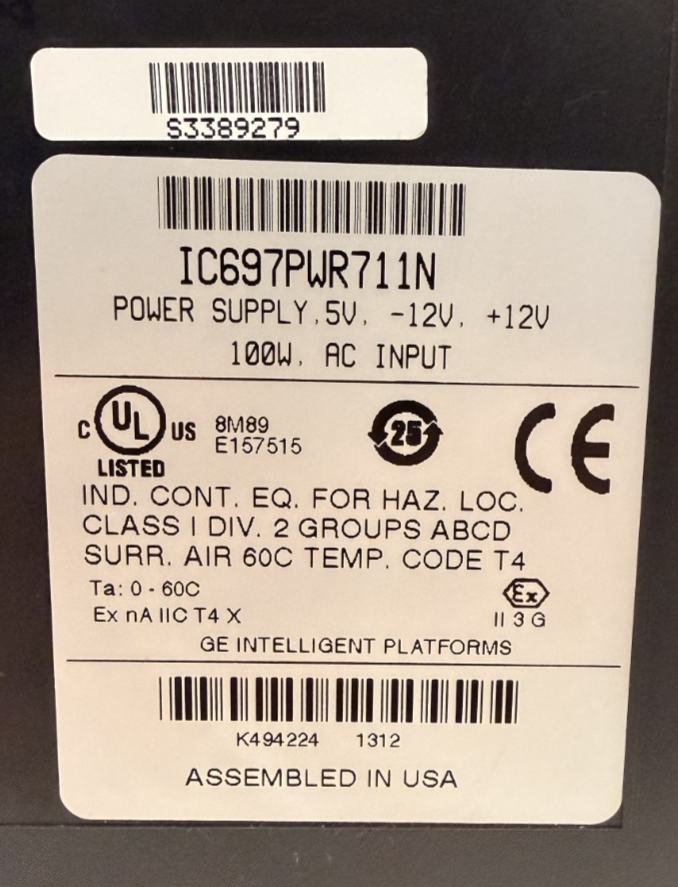 S3389279
IC697PWR711N
POWER SUPPLY, 5V, -12V, +12V
100W, AC INPUT
C UL US
LISTED
8M89
E157515
25
CE
IND. CONT. EQ. FOR HAZ. LOC.
CLASS I DIV. 2 GROUPS ABCD
SURR. AIR 60C TEMP. CODE T4
Ta: 0 - 60C
Ex nA IIC T4 X
Ex
II 3 G
GE INTELLIGENT PLATFORMS
K494224 1312
ASSEMBLED IN USA